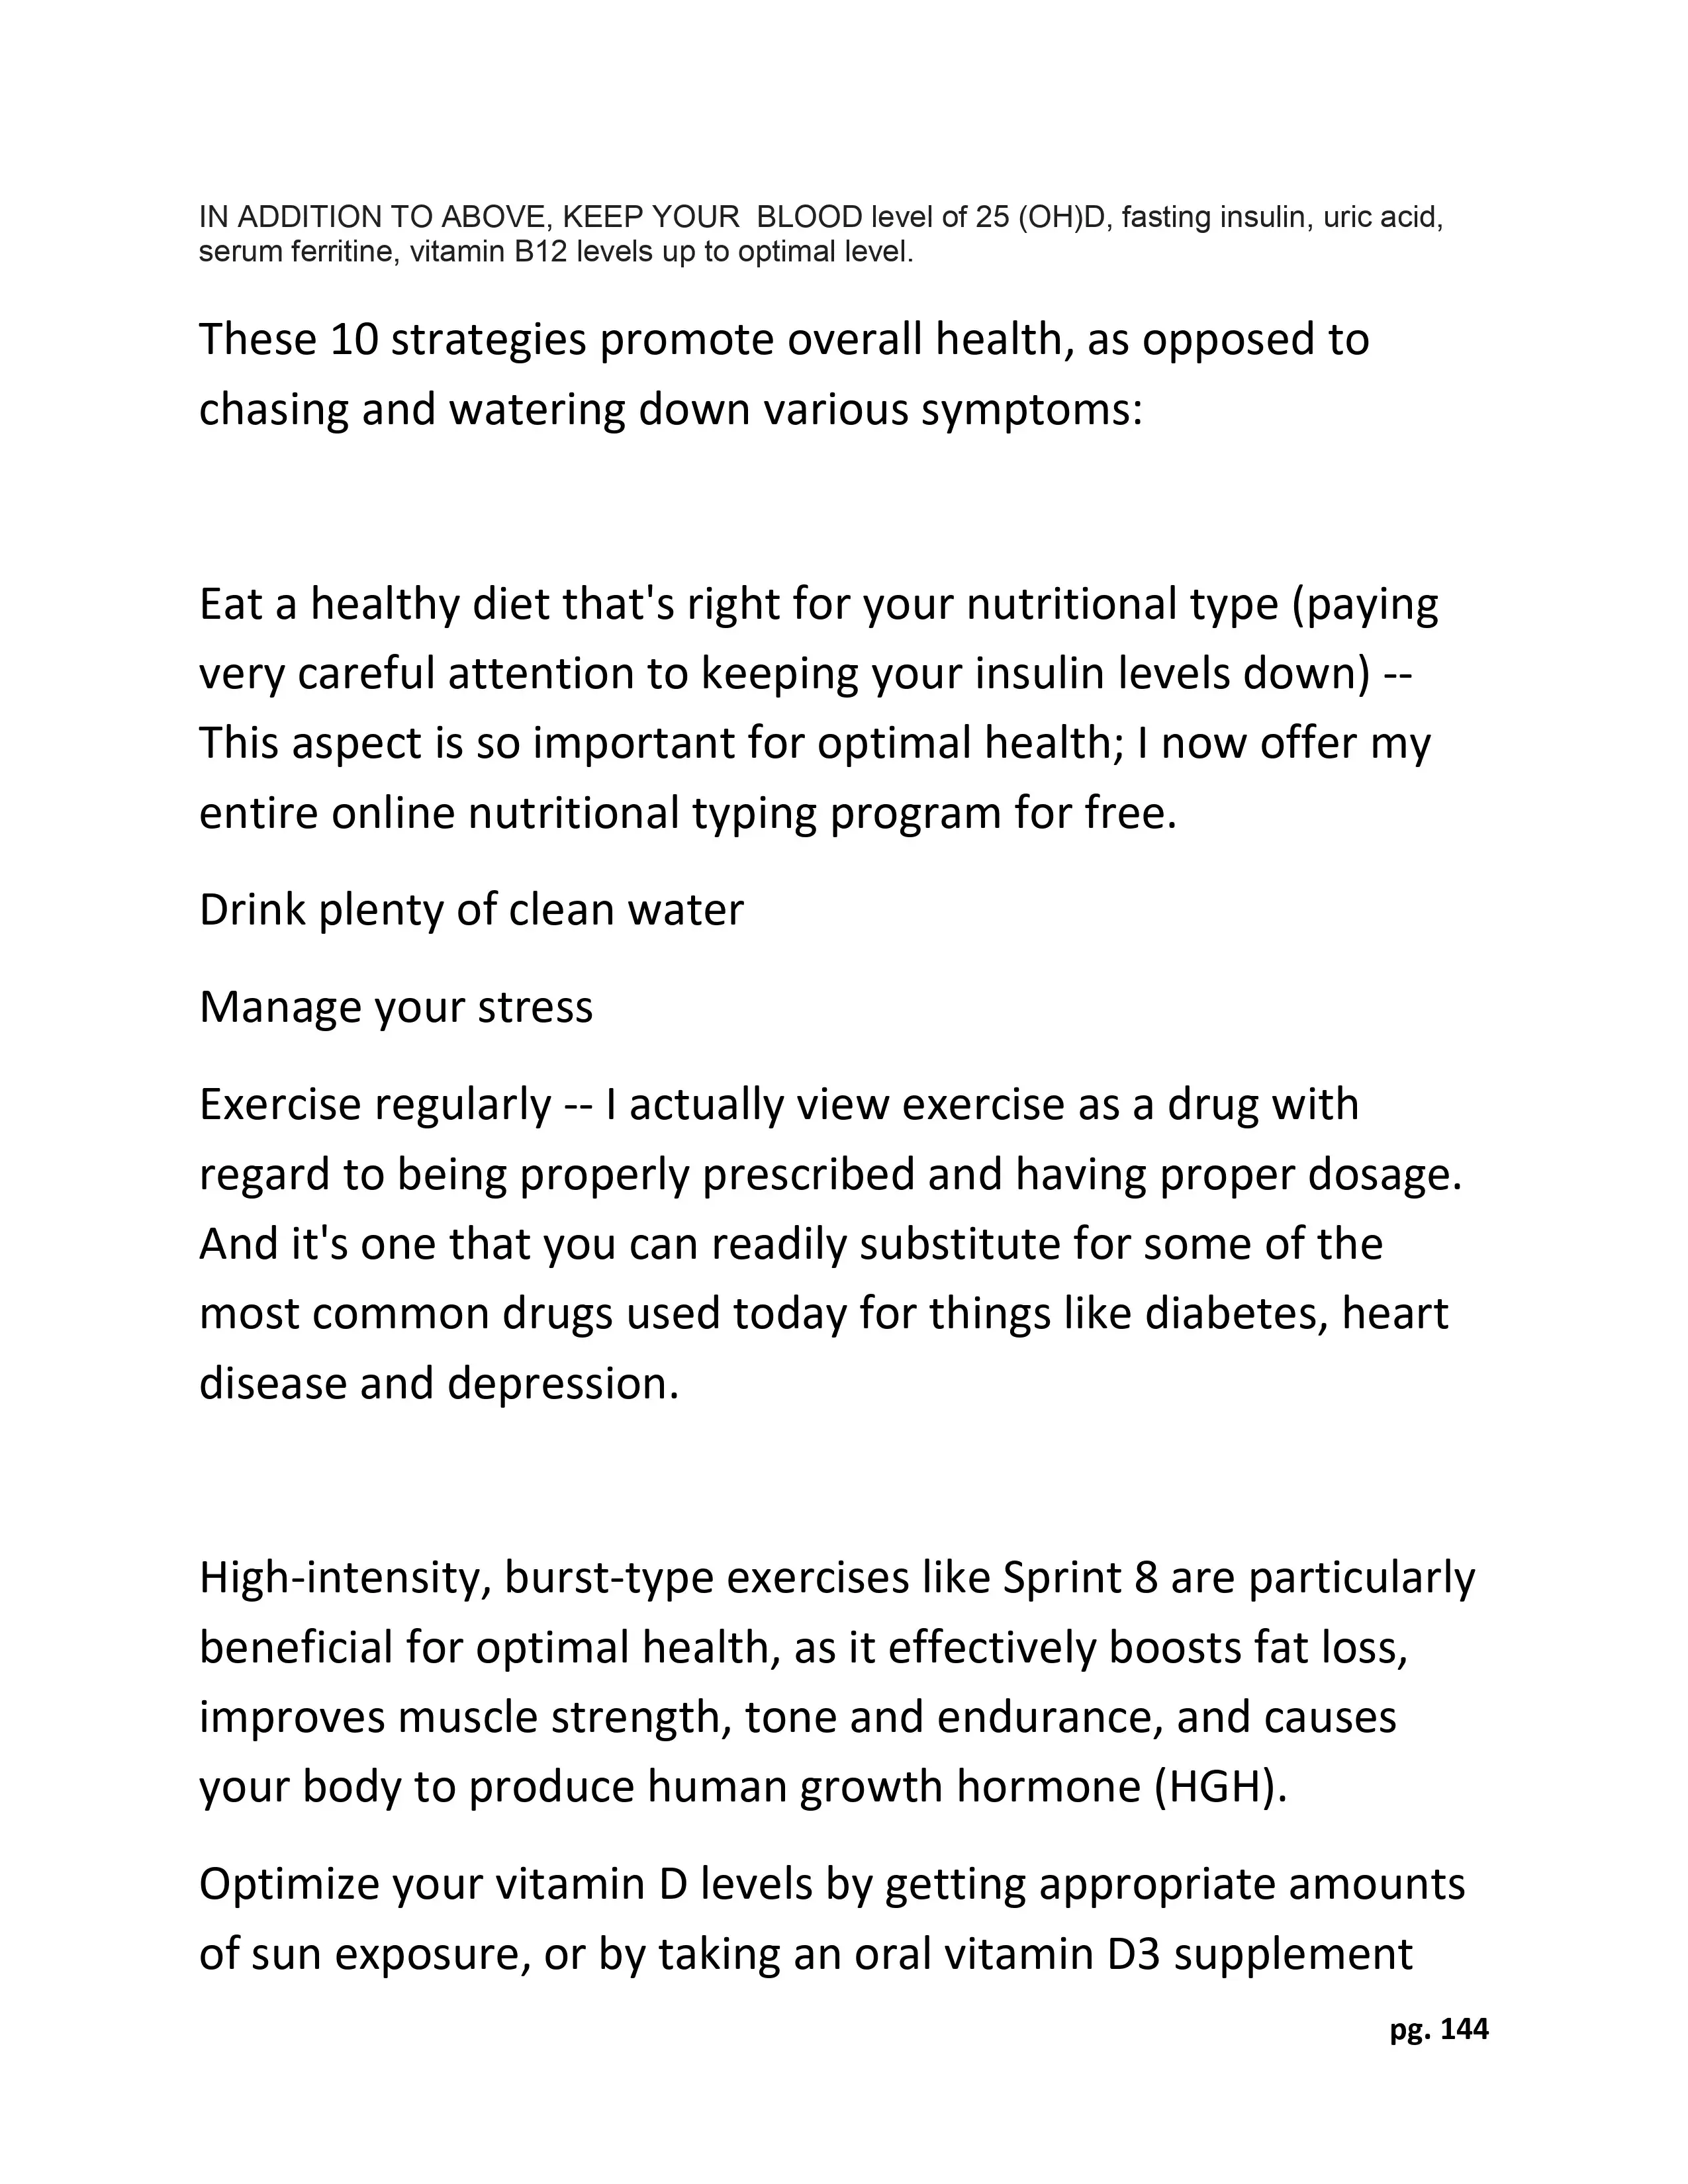 IN ADDITION TO ABOVE, KEEP YOUR  BLOOD level of 25 (OH)D, fasting insulin, uric acid,
serum ferritine, vitamin B12 levels up to optimal level.
These 10 strategies promote overall health, as opposed to
chasing and watering down various symptoms:
Eat a healthy diet that's right for your nutritional type (paying
very careful attention to keeping your insulin levels down) --
This aspect is so important for optimal health; I now offer my
entire online nutritional typing program for free.
Drink plenty of clean water
Manage your stress
Exercise regularly -- I actually view exercise as a drug with
regard to being properly prescribed and having proper dosage.
And it's one that you can readily substitute for some of the
most common drugs used today for things like diabetes, heart
disease and depression.
High-intensity, burst-type exercises like Sprint 8 are particularly
beneficial for optimal health, as it effectively boosts fat loss,
improves muscle strength, tone and endurance, and causes
your body to produce human growth hormone (HGH).
Optimize your vitamin D levels by getting appropriate amounts
of sun exposure, or by taking an oral vitamin D3 supplement
pg. 144